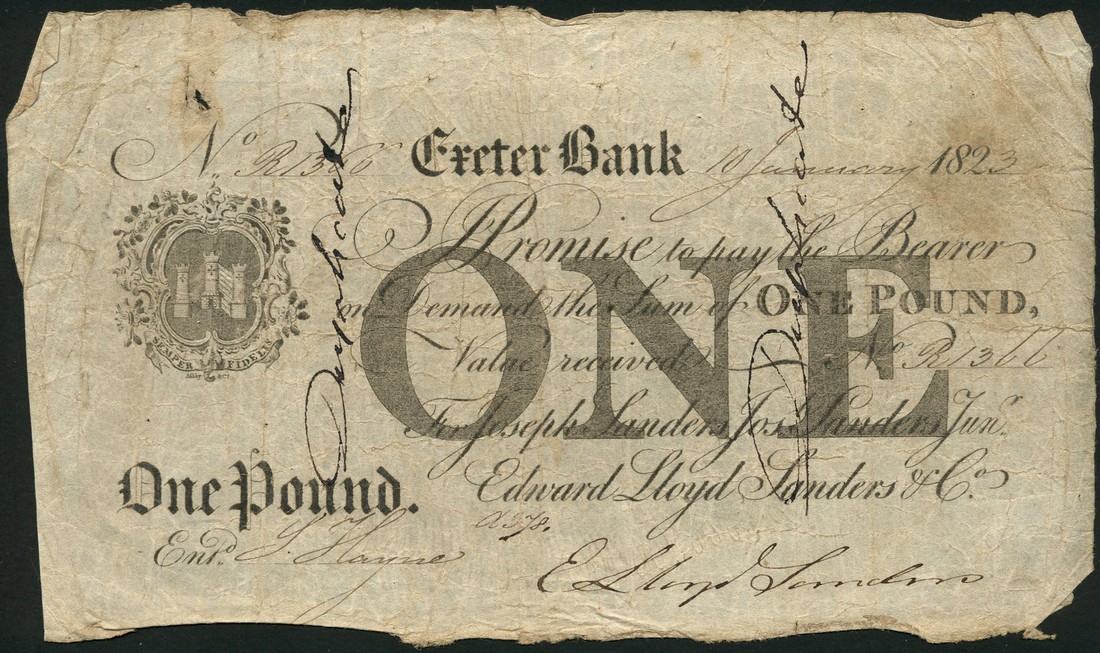 No. R1366 Exeter Bank 10 January 1823
I Promise to pay the Bearer
on Demand the Sum of ONE POUND,
ONE
Value received No R1366
SEMPER FIDELIS
For Joseph Sanders, Jos. Sanders Junr.
One Pound. Edward Lloyd Sanders & Co.
Entd. S. Hayne A378.
E Lloyd Sanders